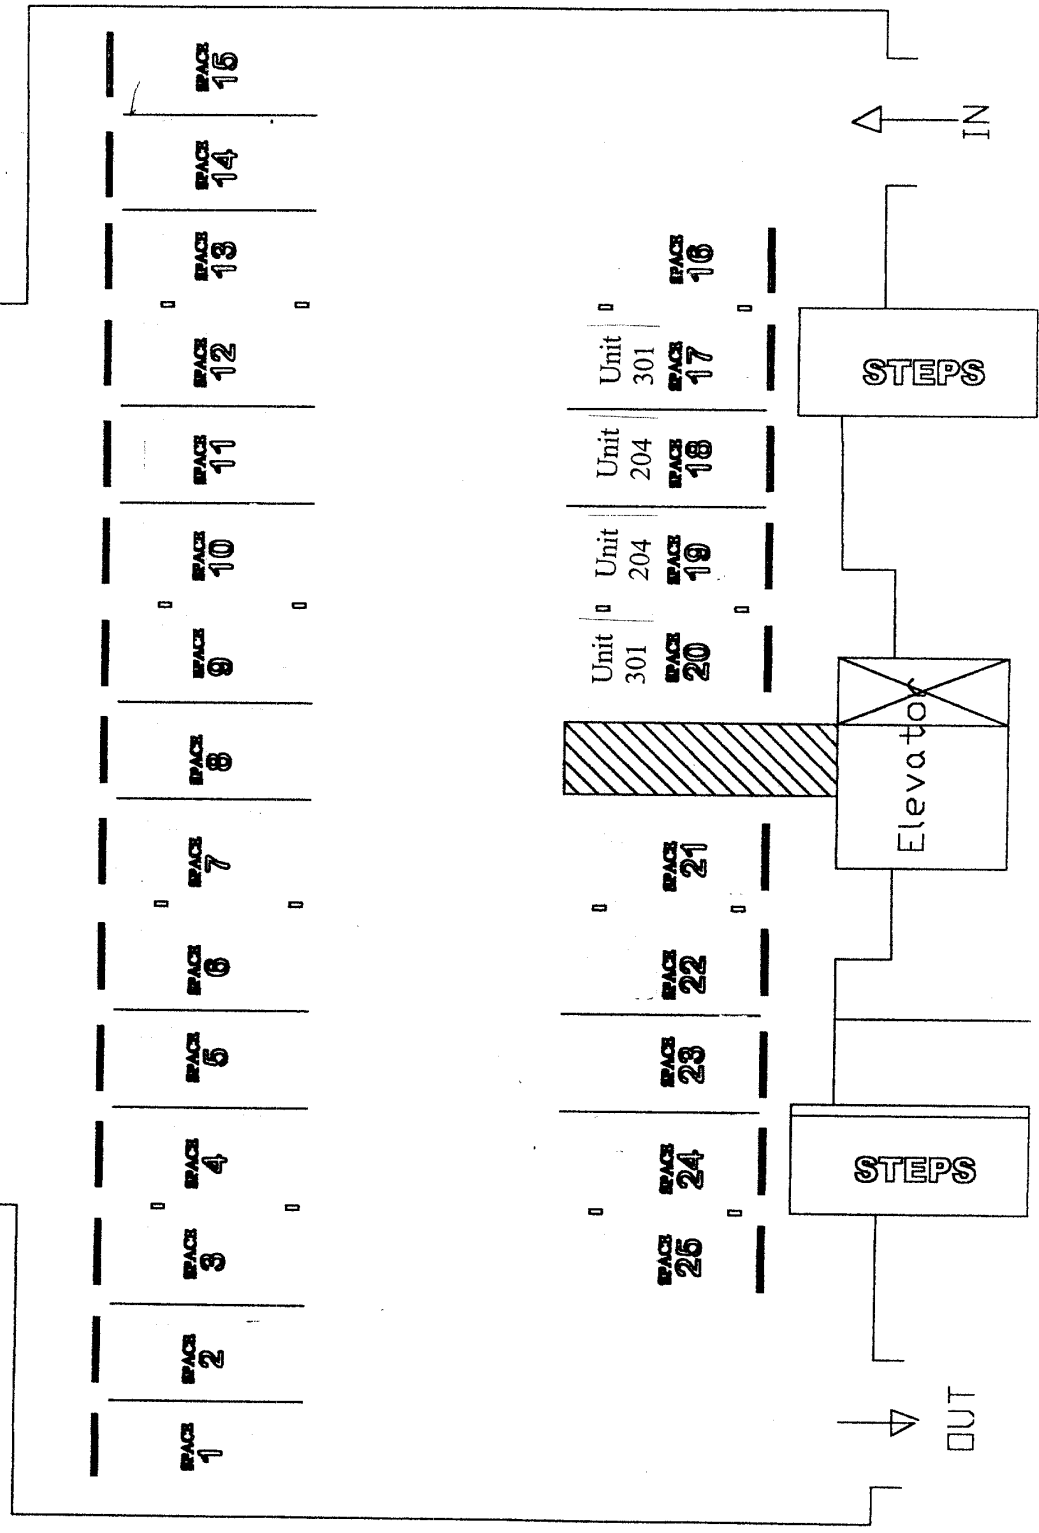 SPACE
1
SPACE
2
SPACE
3
SPACE
4
SPACE
5
SPACE
6
SPACE
7
SPACE
8
SPACE
9
SPACE
10
SPACE
11
SPACE
12
SPACE
13
SPACE
14
SPACE
15
SPACE
25
SPACE
24
SPACE
23
SPACE
22
SPACE
21
Unit
301
SPACE
20
Unit
204
SPACE
19
Unit
204
SPACE
18
Unit
301
SPACE
17
SPACE
16
STEPS
Elevator
STEPS
OUT
IN